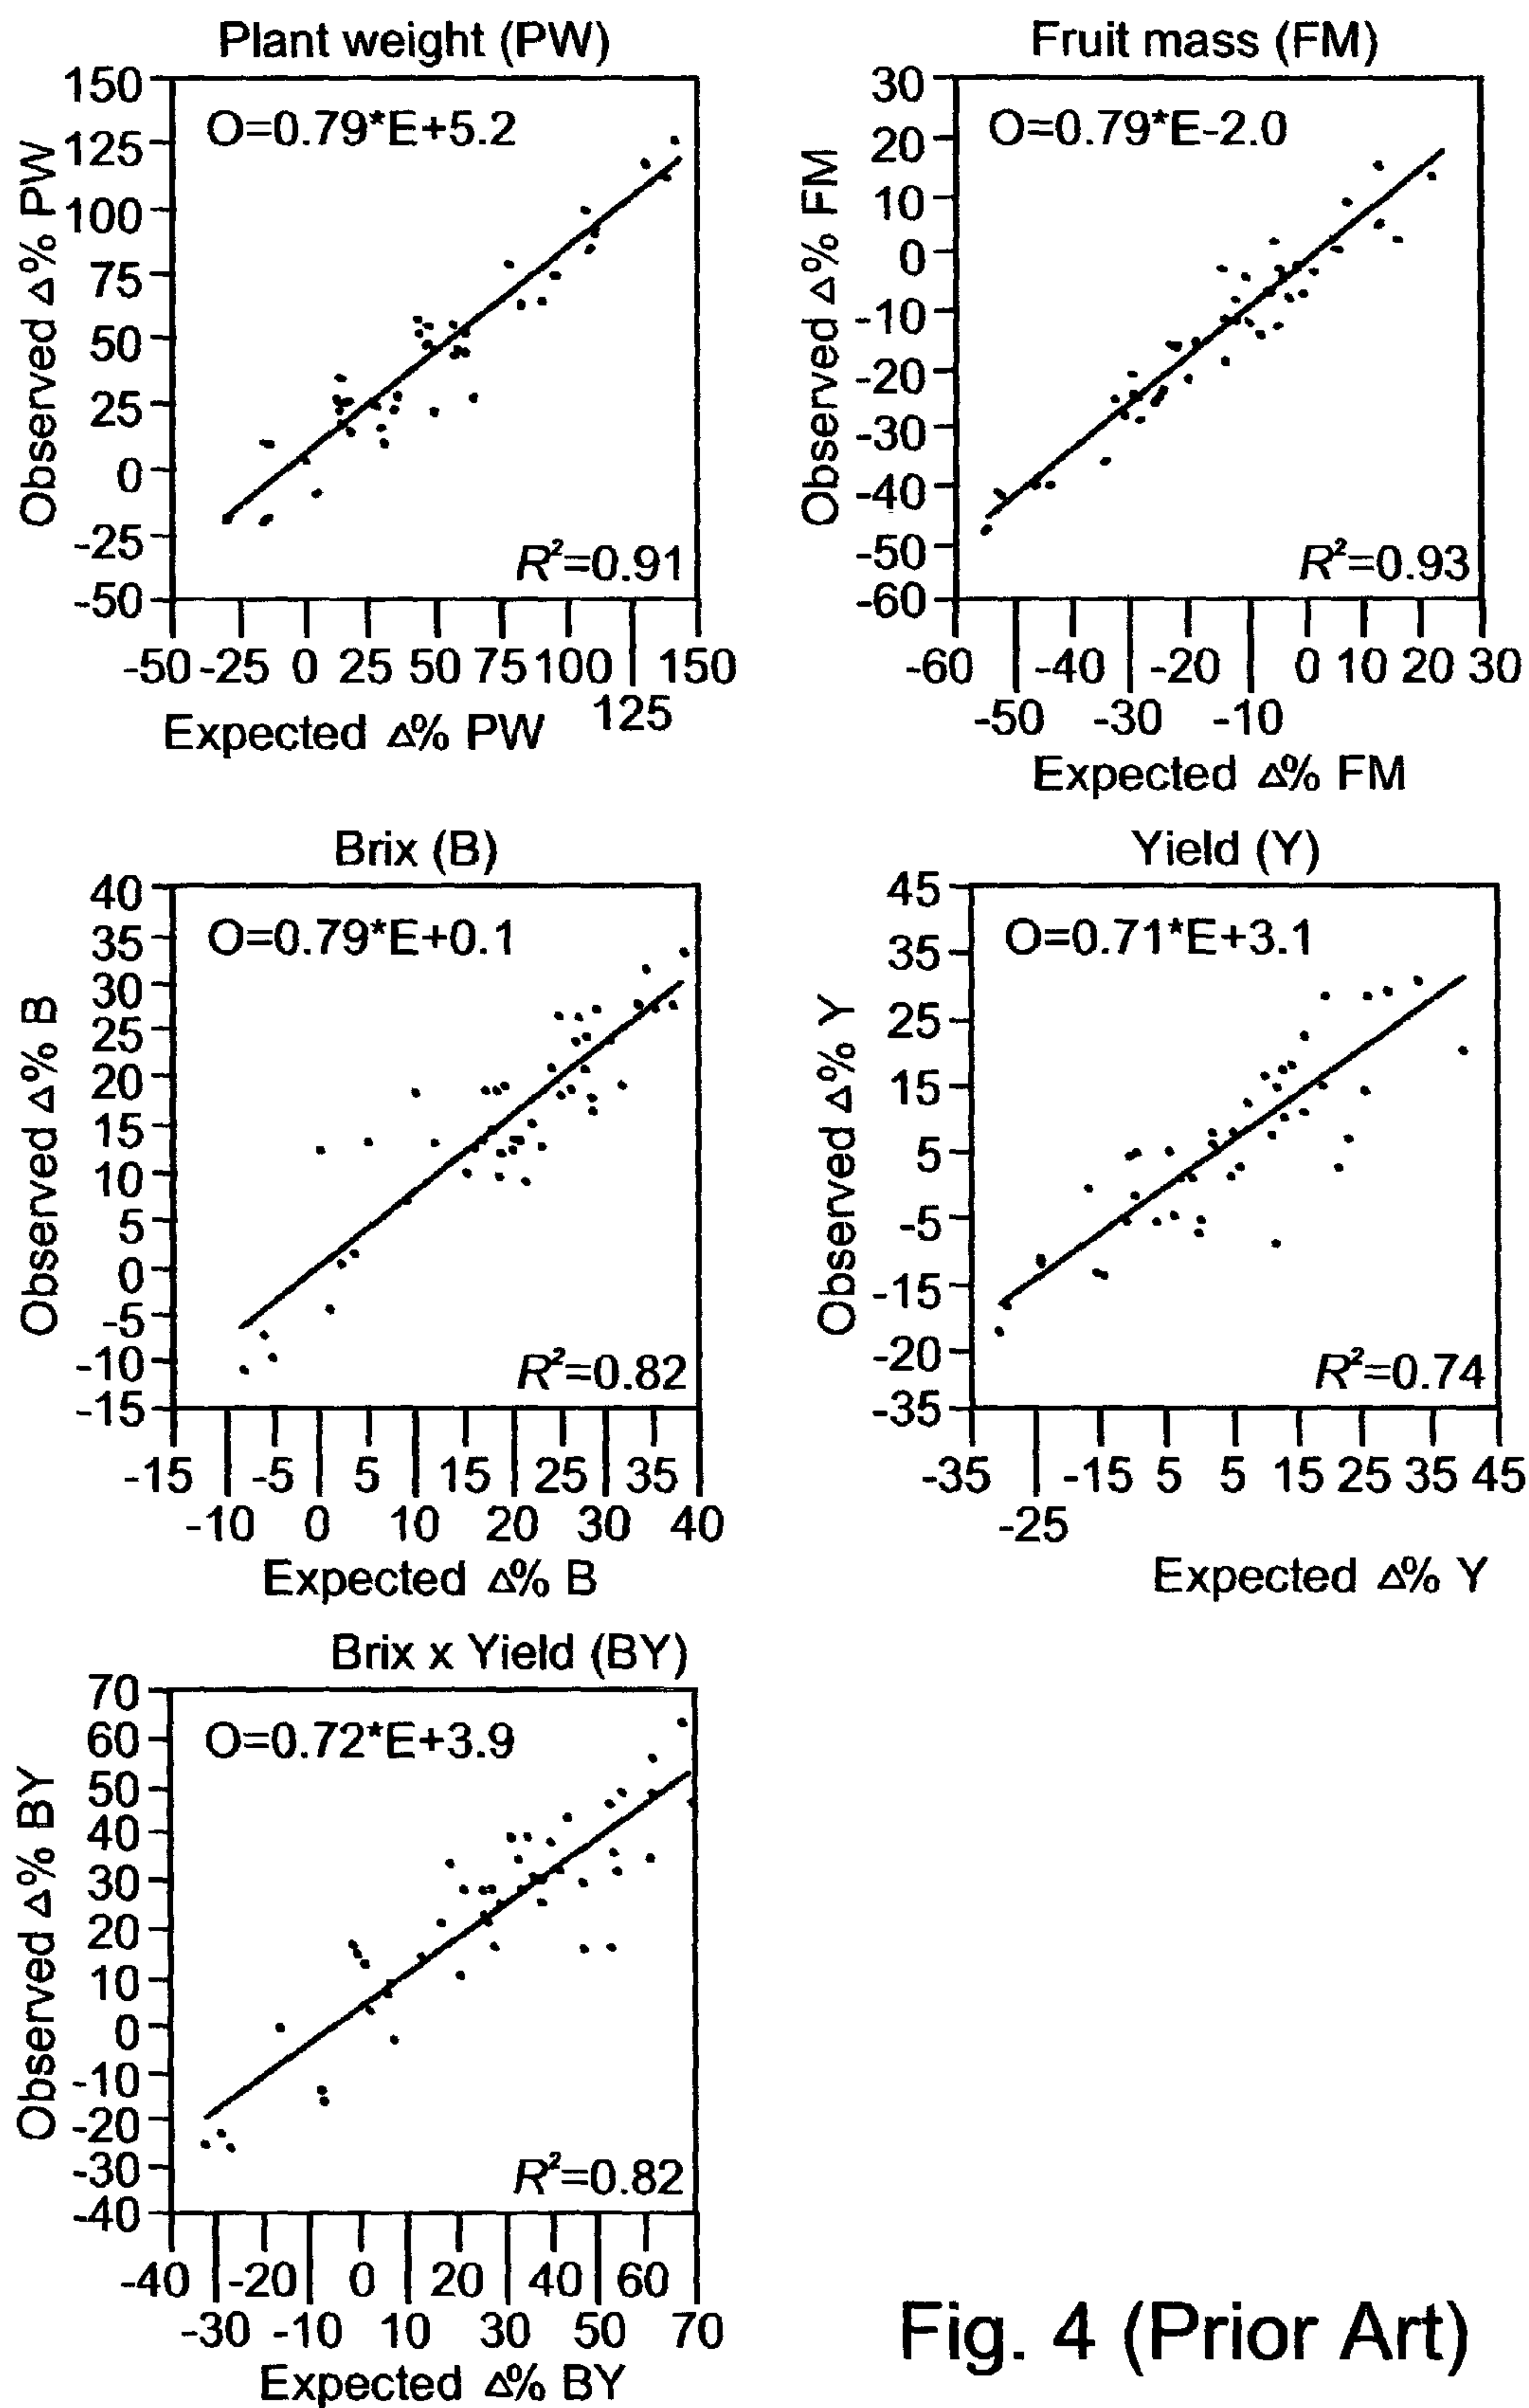 Plant weight (PW)
150
125
100
75
50
25
0
-25
-50
Observed Δ% PW
O=0.79*E+5.2
R²=0.91
-50 -25 0 25 50 75 100 150
125
Expected Δ% PW
Fruit mass (FM)
30
20
10
0
-10
-20
-30
-40
-50
-60
Observed Δ% FM
O=0.79*E-2.0
R²=0.93
-60 -40 -20 0 10 20 30
-50 -30 -10
Expected Δ% FM
Brix (B)
40
35
30
25
20
15
10
5
0
-5
-10
-15
Observed Δ% B
O=0.79*E+0.1
R²=0.82
-15 -5 5 15 25 35
-10 0 10 20 30 40
Expected Δ% B
Yield (Y)
45
35
25
15
5
-5
-15
-20
-35
Observed Δ% Y
O=0.71*E+3.1
R²=0.74
-35 -15 5 5 15 25 35 45
-25
Expected Δ% Y
Brix x Yield (BY)
70
60
50
40
30
20
10
0
-10
-20
-30
-40
Observed Δ% BY
O=0.72*E+3.9
R²=0.82
-40 -20 0 20 40 60
-30 -10 10 30 50 70
Expected Δ% BY
Fig. 4 (Prior Art)